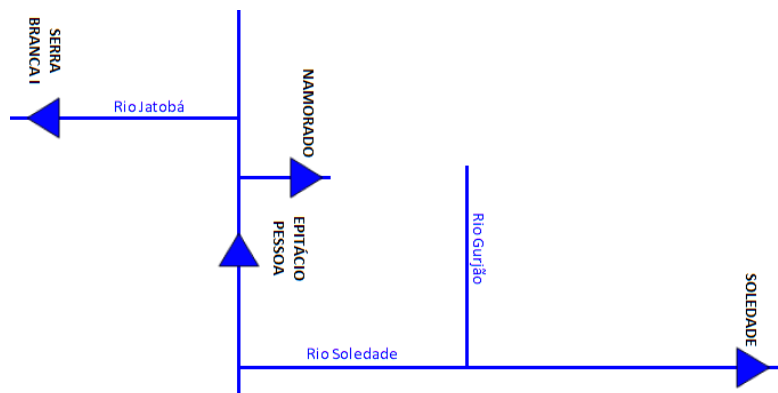 SERRA
BRANCA I
Rio Jatobá
NAMORADO
EPITÁCIO
PESSOA
Rio Gurjão
SOLEDADE
Rio Soledade